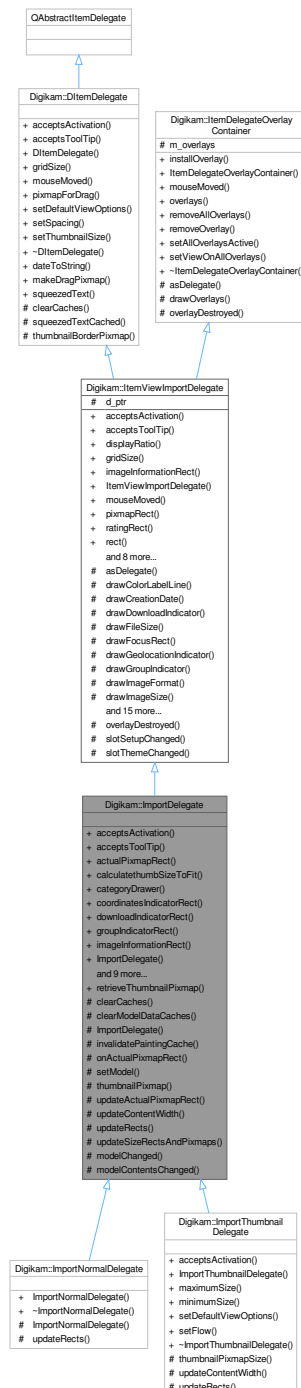 QAbstractItemDelegate
Digikam::DItemDelegate
+ acceptsActivation()
+ acceptsToolTip()
+ DItemDelegate()
+ gridSize()
+ mouseMoved()
+ pixmapForDrag()
+ setDefaultViewOptions()
+ setSpacing()
+ setThumbnailSize()
+ ~DItemDelegate()
+ dateToString()
+ makeDragPixmap()
+ squeezedText()
# clearCaches()
# squeezedTextCached()
# thumbnailBorderPixmap()
Digikam::ItemDelegateOverlay
Container
# m_overlays
+ installOverlay()
+ ItemDelegateOverlayContainer()
+ mouseMoved()
+ overlays()
+ removeAllOverlays()
+ removeOverlay()
+ setAllOverlaysActive()
+ setViewOnAllOverlays()
+ ~ItemDelegateOverlayContainer()
# asDelegate()
# drawOverlays()
# overlayDestroyed()
Digikam::ItemViewImportDelegate
# d_ptr
+ acceptsActivation()
+ acceptsToolTip()
+ displayRatio()
+ gridSize()
+ imageInformationRect()
+ ItemViewImportDelegate()
+ mouseMoved()
+ pixmapRect()
+ ratingRect()
+ rect()
and 8 more...
# asDelegate()
# drawColorLabelLine()
# drawCreationDate()
# drawDownloadIndicator()
# drawFileSize()
# drawFocusRect()
# drawGeolocationIndicator()
# drawGroupIndicator()
# drawImageFormat()
# drawImageSize()
and 15 more...
# overlayDestroyed()
# slotSetupChanged()
# slotThemeChanged()
Digikam::ImportDelegate
+ acceptsActivation()
+ acceptsToolTip()
+ actualPixmapRect()
+ calculatethumbSizeToFit()
+ categoryDrawer()
+ coordinatesIndicatorRect()
+ downloadIndicatorRect()
+ groupIndicatorRect()
+ imageInformationRect()
+ ImportDelegate()
and 9 more...
+ retrieveThumbnailPixmap()
# clearCaches()
# clearModelDataCaches()
# ImportDelegate()
# invalidatePaintingCache()
# onActualPixmapRect()
# setModel()
# thumbnailPixmap()
# updateActualPixmapRect()
# updateContentWidth()
# updateRects()
# updateSizeRectsAndPixmaps()
# modelChanged()
# modelContentsChanged()
Digikam::ImportNormalDelegate
+ ImportNormalDelegate()
+ ~ImportNormalDelegate()
# ImportNormalDelegate()
# updateRects()
Digikam::ImportThumbnail
Delegate
+ acceptsActivation()
+ ImportThumbnailDelegate()
+ maximumSize()
+ minimumSize()
+ setDefaultViewOptions()
+ setFlow()
+ ~ImportThumbnailDelegate()
# thumbnailPixmapSize()
# updateContentWidth()
# updateRects()